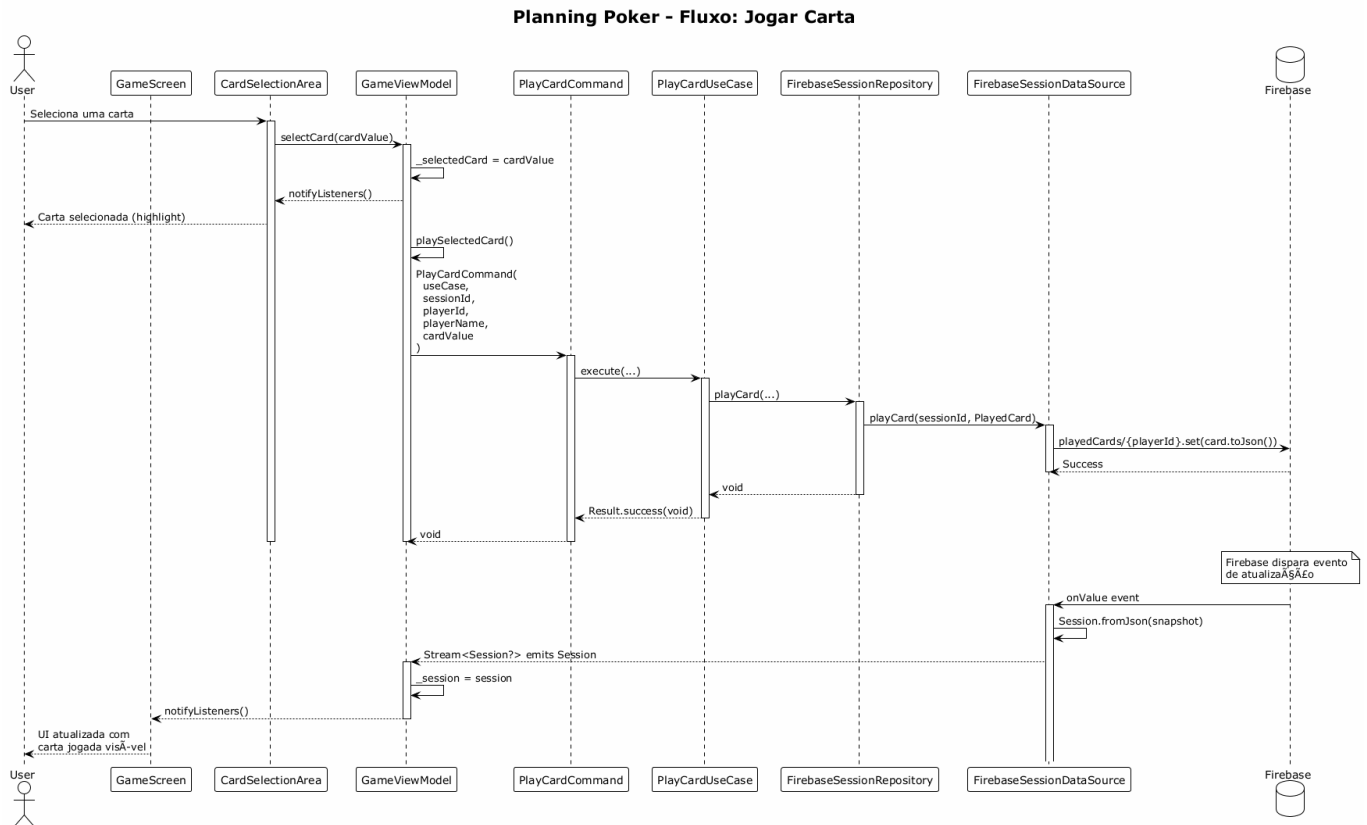 Planning Poker - Fluxo: Jogar Carta
User
GameScreen
CardSelectionArea
GameViewModel
PlayCardCommand
PlayCardUseCase
FirebaseSessionRepository
FirebaseSessionDataSource
Firebase
Seleciona uma carta
selectCard(cardValue)
_selectedCard = cardValue
notifyListeners()
Carta selecionada (highlight)
playSelectedCard()
PlayCardCommand(
useCase,
sessionId,
playerId,
playerName,
cardValue
)
execute(...)
playCard(...)
playCard(sessionId, PlayedCard)
playedCards/{playerId}.set(card.toJson())
Success
void
Result.success(void)
void
Firebase dispara evento
de atualizaÃ§Ã£o
onValue event
Session.fromJson(snapshot)
Stream<Session?> emits Session
_session = session
notifyListeners()
UI atualizada com
carta jogada visÃ-vel
User
GameScreen
CardSelectionArea
GameViewModel
PlayCardCommand
PlayCardUseCase
FirebaseSessionRepository
FirebaseSessionDataSource
Firebase